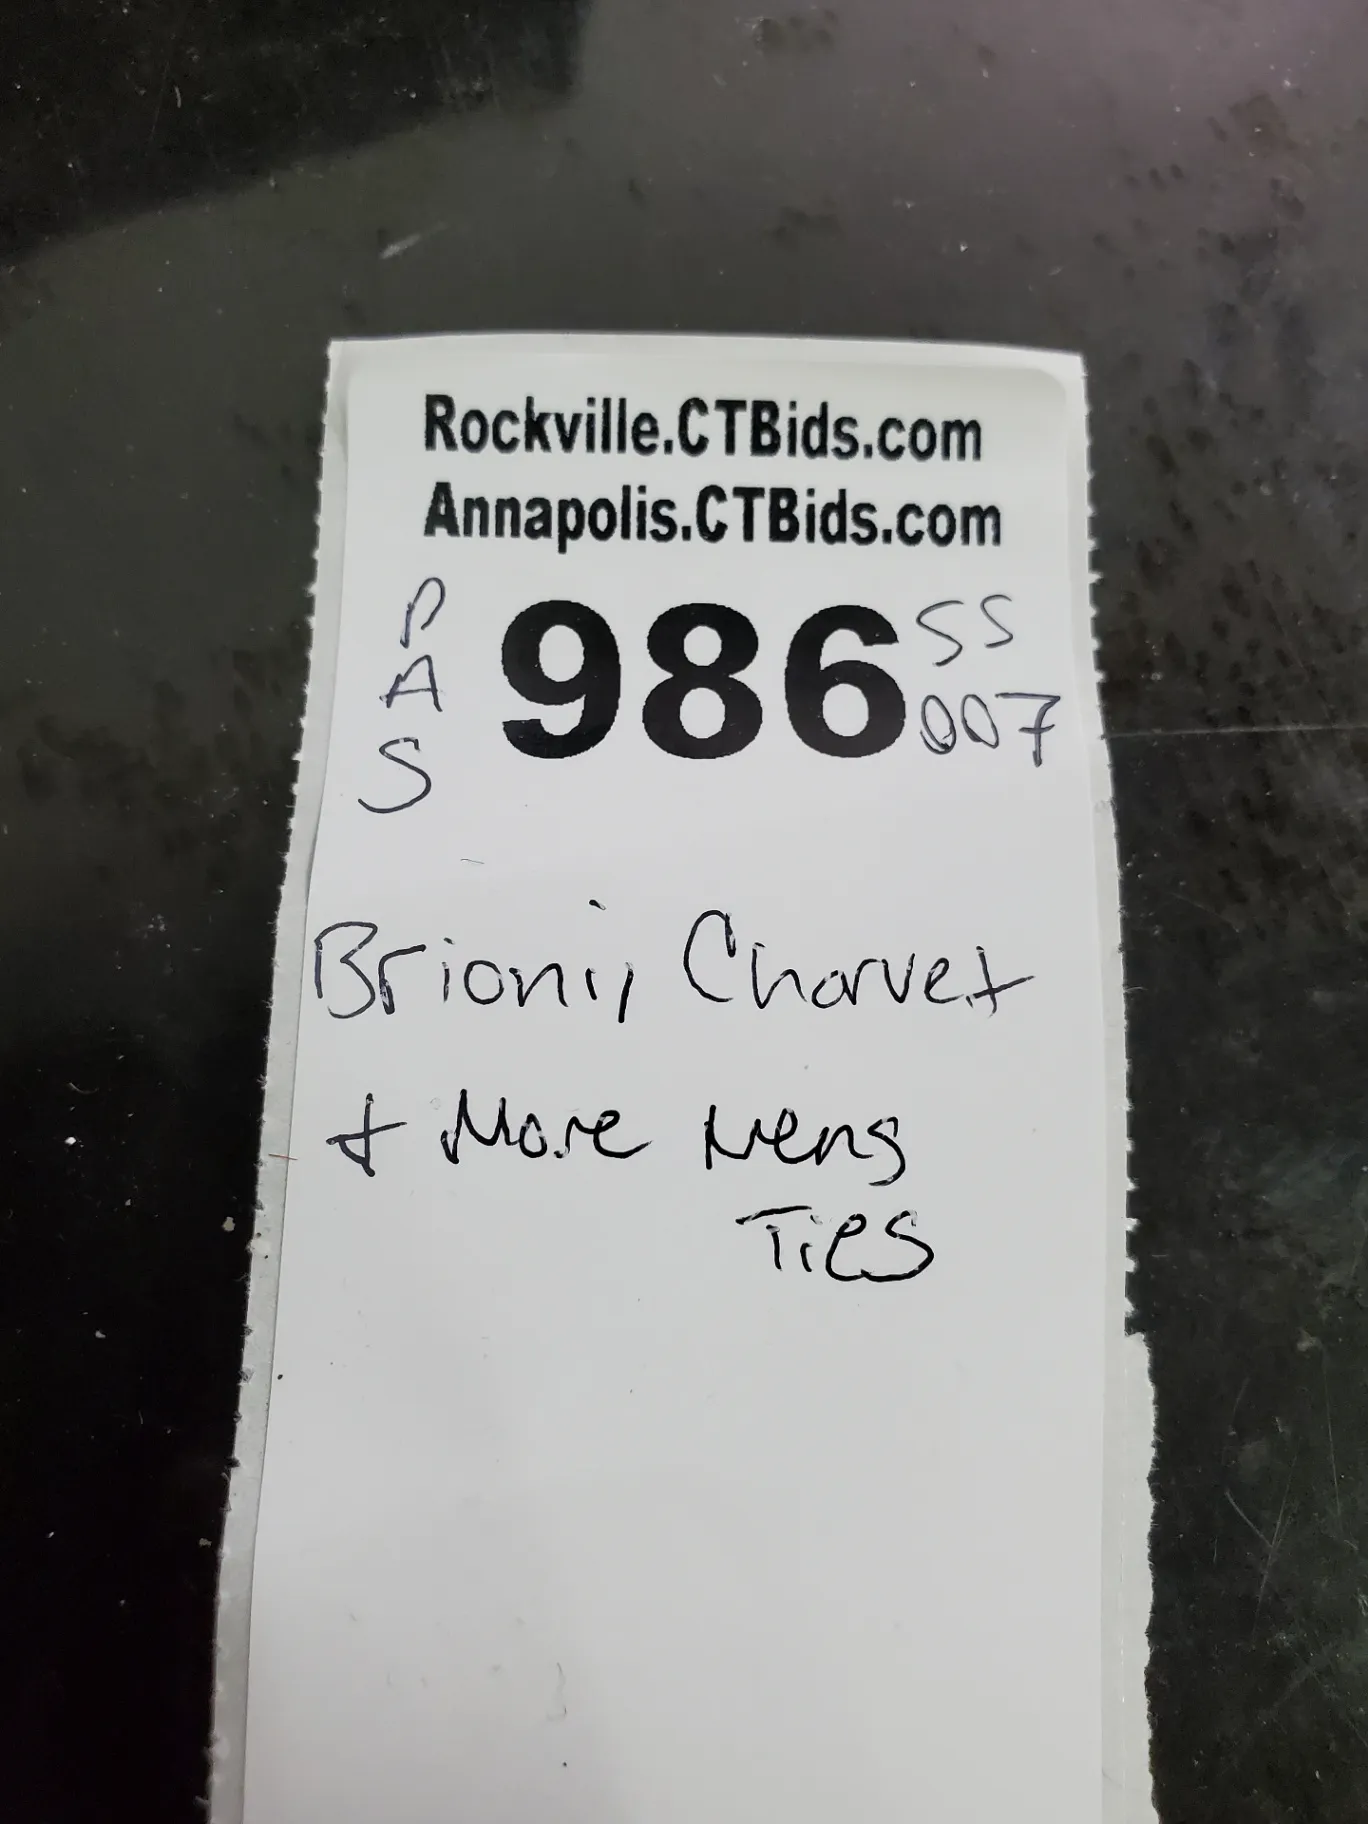 Rockville.CTBids.com
Annapolis.CTBids.com
P
A
S
986
SS
007
Brioni, Charvet
+ More Mens
Ties